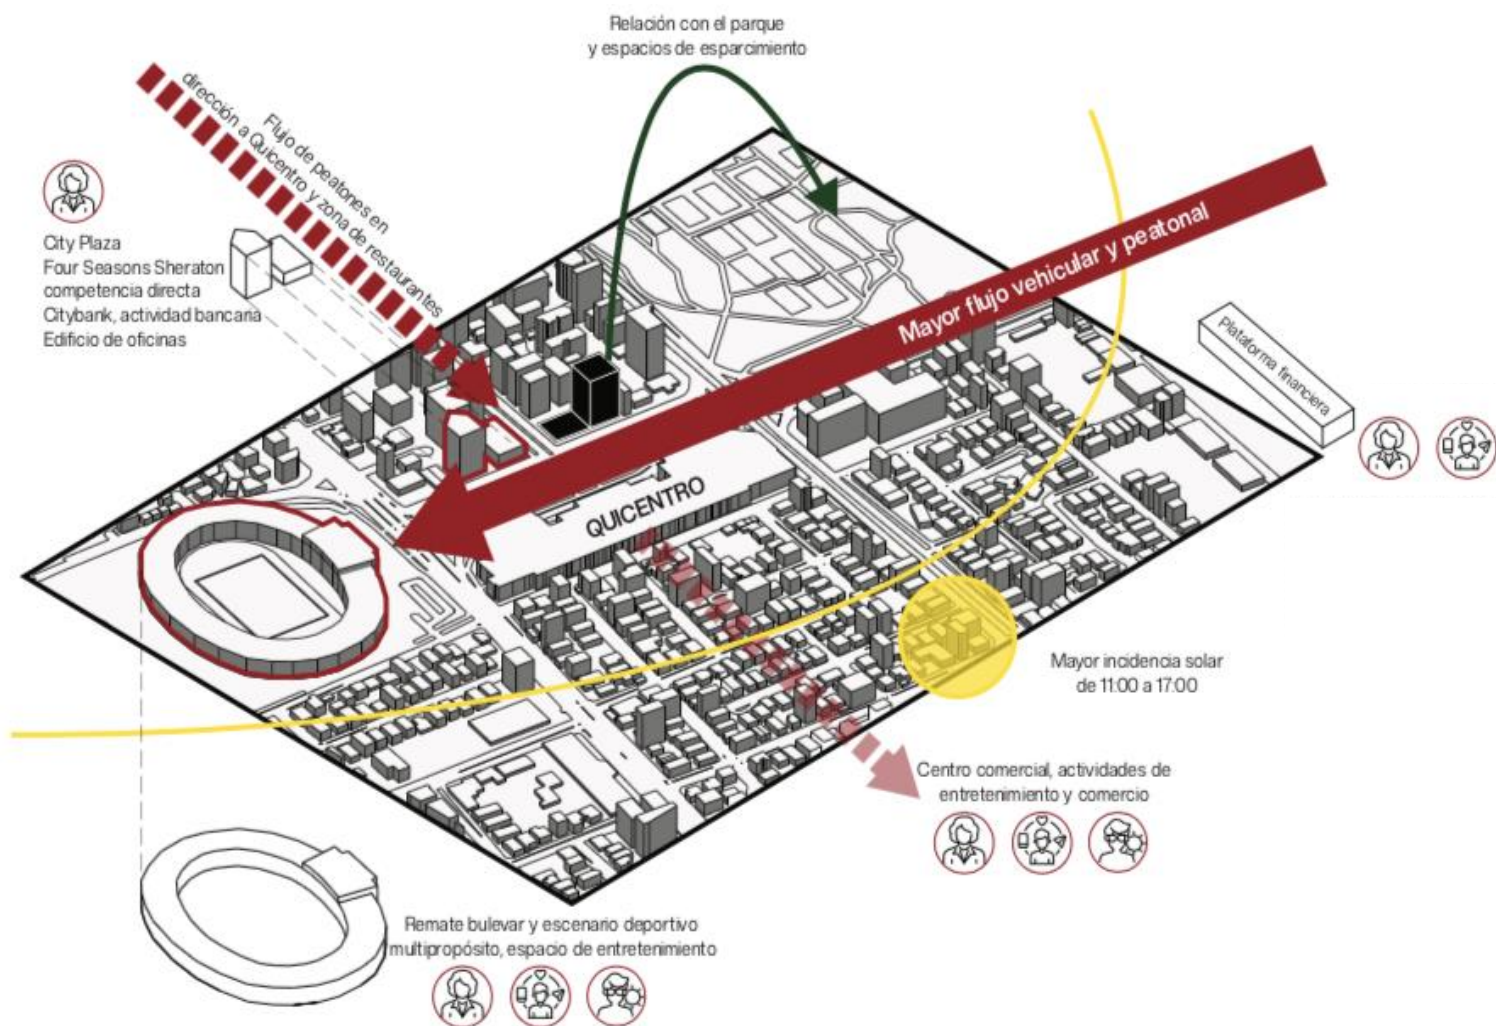 Relación con el parque
y espacios de esparcimiento
Flujo de peatones en
dirección a Quicentro y zona de restaurantes
City Plaza
Four Seasons Sheraton
competencia directa
Citybank, actividad bancaria
Edificio de oficinas
Mayor flujo vehicular y peatonal
Plataforma financiera
QUICENTRO
Mayor incidencia solar
de 11:00 a 17:00
Centro comercial, actividades de
entretenimiento y comercio
Remate bulevar y escenario deportivo
multipropósito, espacio de entretenimiento